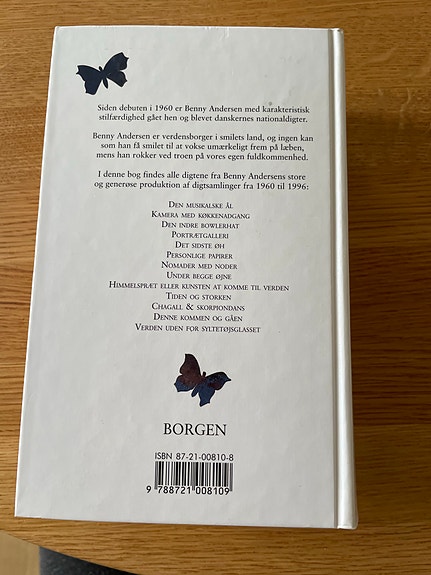 Siden debuten i 1960 er Benny Andersen med karakteristisk
stilfærdighed gået hen og blevet danskernes nationaldigter.
Benny Andersen er verdensborger i smilets land, og ingen kan
som han få smilet til at vokse umærkeligt frem på læben,
mens han rokker ved troen på vores egen fuldkommenhed.
I denne bog findes alle digtene fra Benny Andersens store
og generøse produktion af digtsamlinger fra 1960 til 1996:
Den musikalske ål
Kamera med køkkenadgang
Den indre bowlerhat
Portrætgalleri
Det sidste øh
Personlige papirer
Nomader med noder
Under begge øjne
Himmelspræt eller kunsten at komme til verden
Tiden og storken
Chagall & skorpiondans
Denne kommen og gåen
Verden uden for syltetøjsglasset
BORGEN
ISBN 87-21-00810-8
9 788721 008109